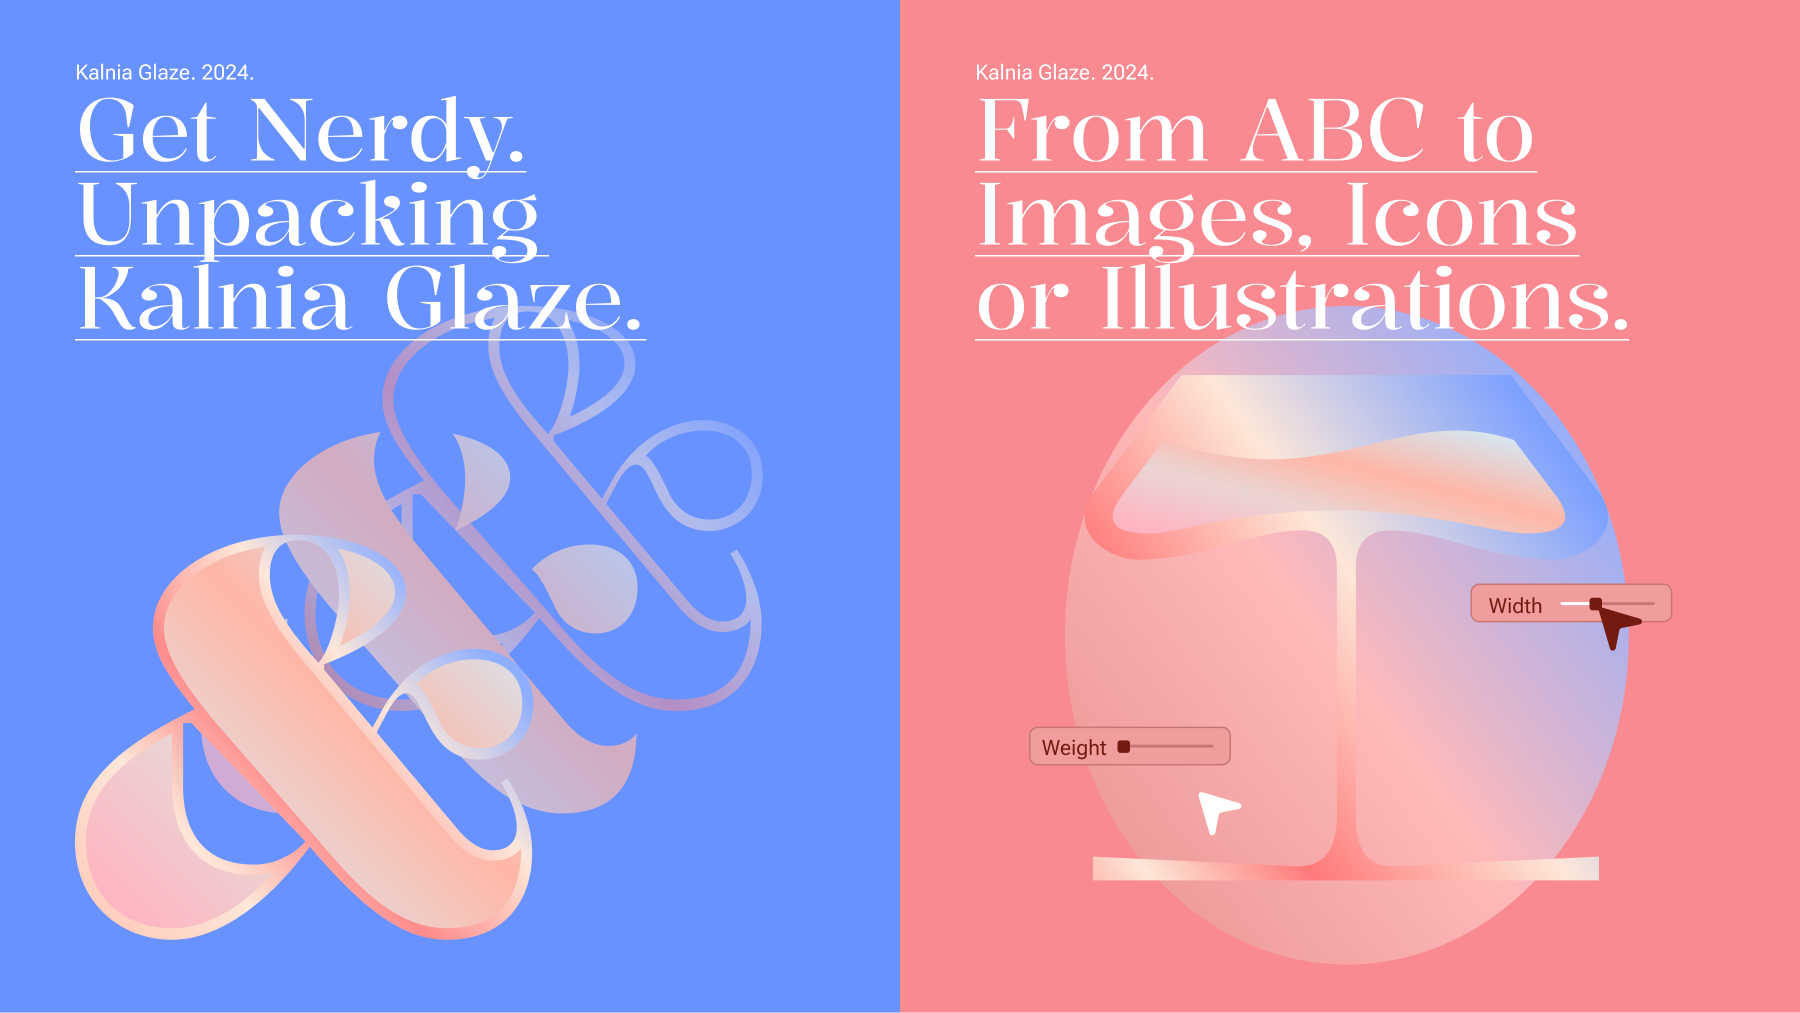 Kalnia Glaze. 2024.
Get Nerdy.
Unpacking
Kalnia Glaze.
Kalnia Glaze. 2024.
From ABC to
Images, Icons
or Illustrations.
Width
Weight